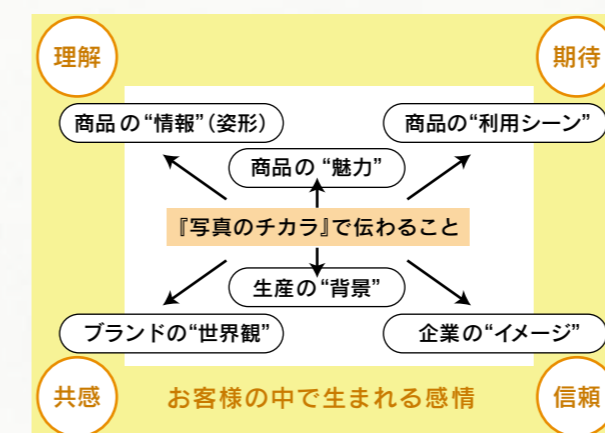 理解
期待
商品の“情報”（姿形）
商品の“利用シーン”
商品の“魅力”
『写真のチカラ』で伝わること
生産の“背景”
ブランドの“世界観”
企業の“イメージ”
共感
お客様の中で生まれる感情
信頼